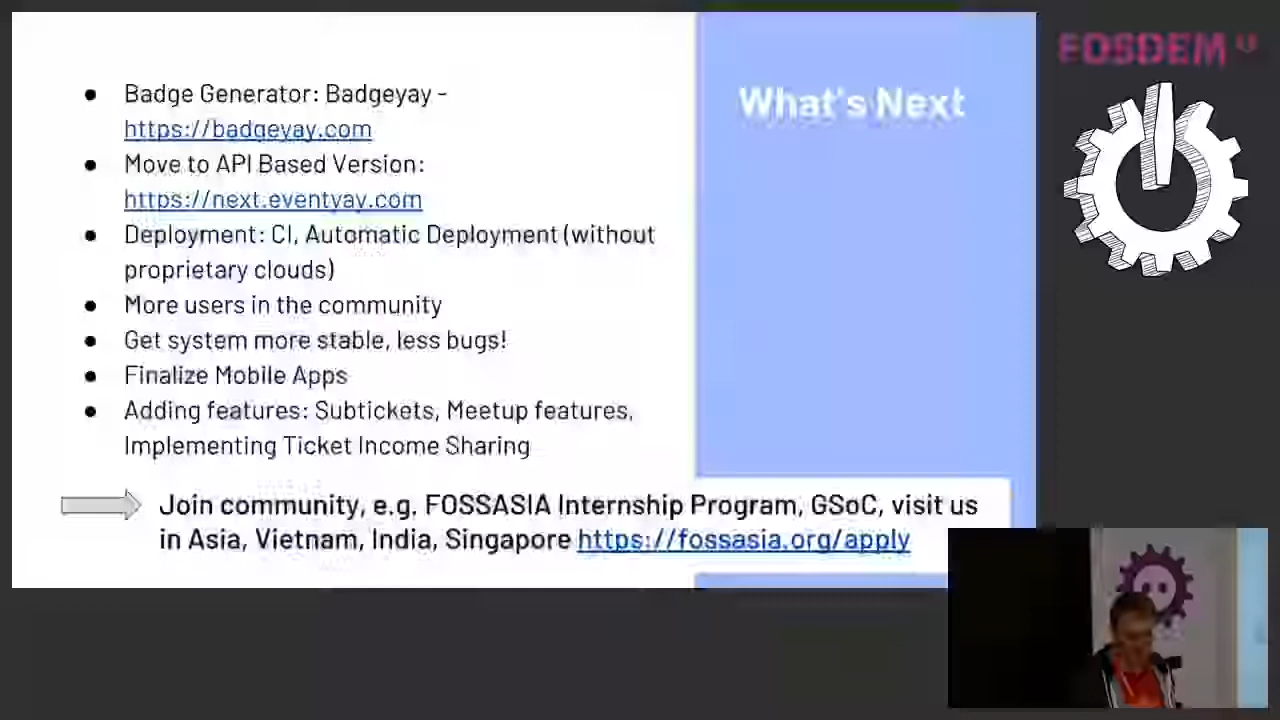 FOSDEM
What's Next
Badge Generator: Badgeyay -
https://badgeyay.com
Move to API Based Version:
https://next.eventyay.com
Deployment: CI, Automatic Deployment (without
proprietary clouds)
More users in the community
Get system more stable, less bugs!
Finalize Mobile Apps
Adding features: Subtickets, Meetup features,
Implementing Ticket Income Sharing
Join community, e.g. FOSSASIA Internship Program, GSoC, visit us
in Asia, Vietnam, India, Singapore https://fossasia.org/apply